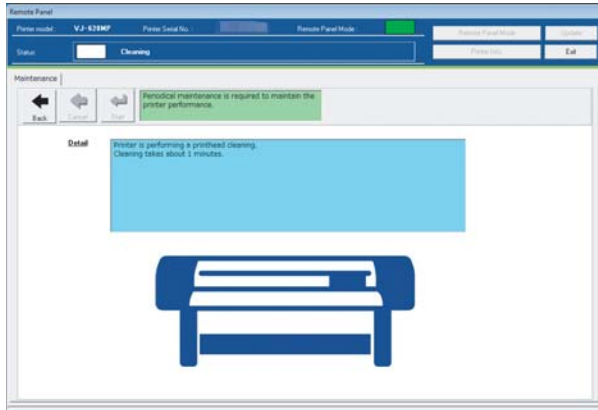 Remote Panel
Printer model: VJ-628MP Printer Serial No. : Remote Panel Mode :
Remote Panel Mode Update
Status: Cleaning
Printer Info. Exit
Maintenance
Back Cancel Start
Periodical maintenance is required to maintain the
printer performance.
Detail
Printer is performing a printhead cleaning.
Cleaning takes about 1 minutes.